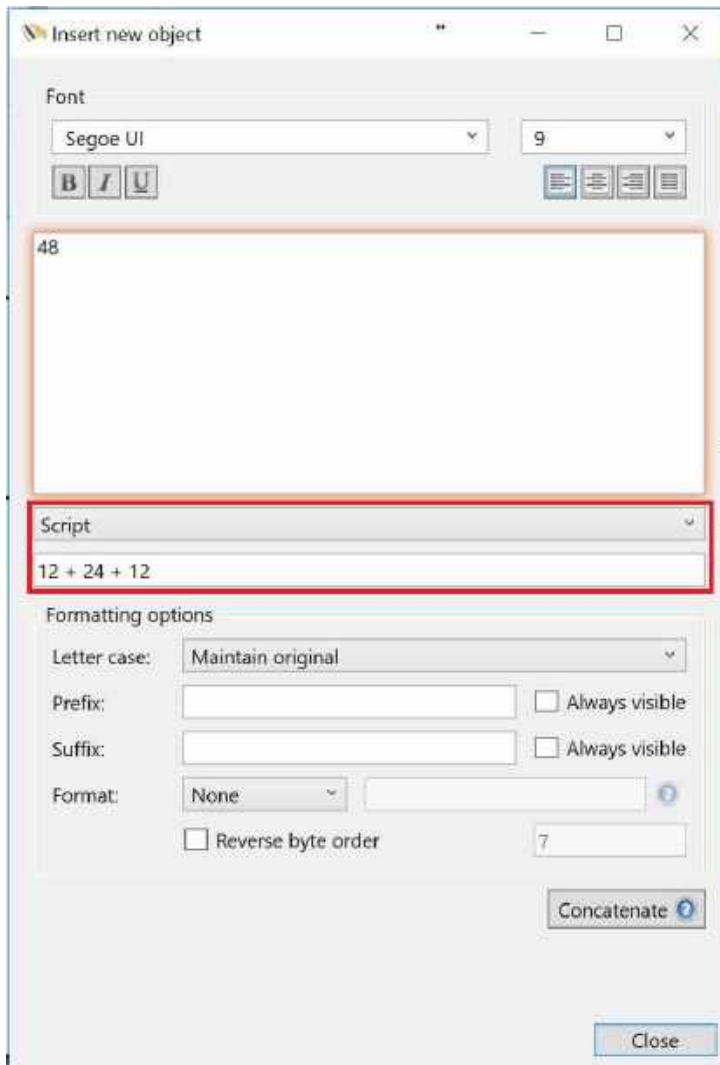 Insert new object
Font
Segoe UI 9
B I U
48
Script
12 + 24 + 12
Formatting options
Letter case: Maintain original
Prefix: Always visible
Suffix: Always visible
Format: None
Reverse byte order 7
Concatenate ?
Close